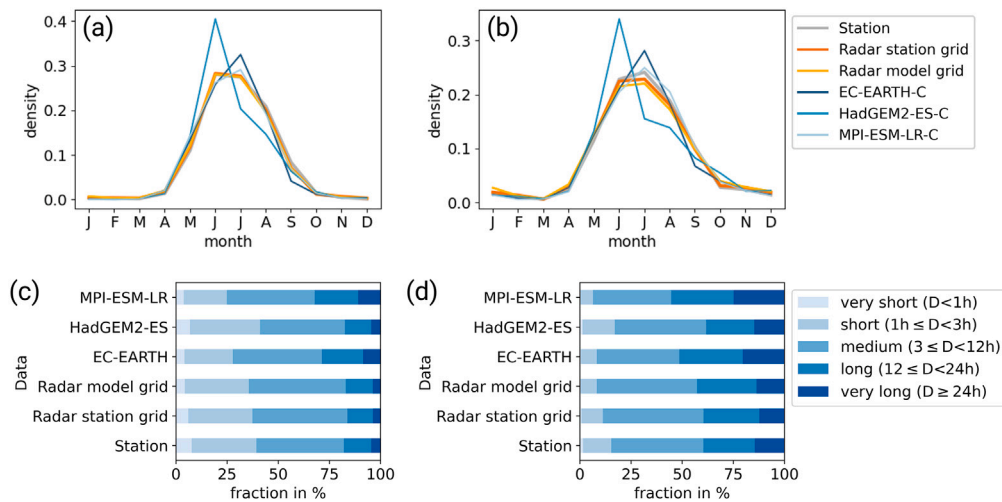 (a)
0.4
0.3
0.2
0.1
0.0
density
J F M A M J J A S O N D
month
(b)
0.3
0.2
0.1
0.0
density
J F M A M J J A S O N D
month
Station
Radar station grid
Radar model grid
EC-EARTH-C
HadGEM2-ES-C
MPI-ESM-LR-C
(c)
Data
MPI-ESM-LR
HadGEM2-ES
EC-EARTH
Radar model grid
Radar station grid
Station
0 25 50 75 100
fraction in %
(d)
Data
MPI-ESM-LR
HadGEM2-ES
EC-EARTH
Radar model grid
Radar station grid
Station
0 25 50 75 100
fraction in %
very short (D<1h)
short (1h ≤ D<3h)
medium (3 ≤ D<12h)
long (12 ≤ D<24h)
very long (D ≥ 24h)